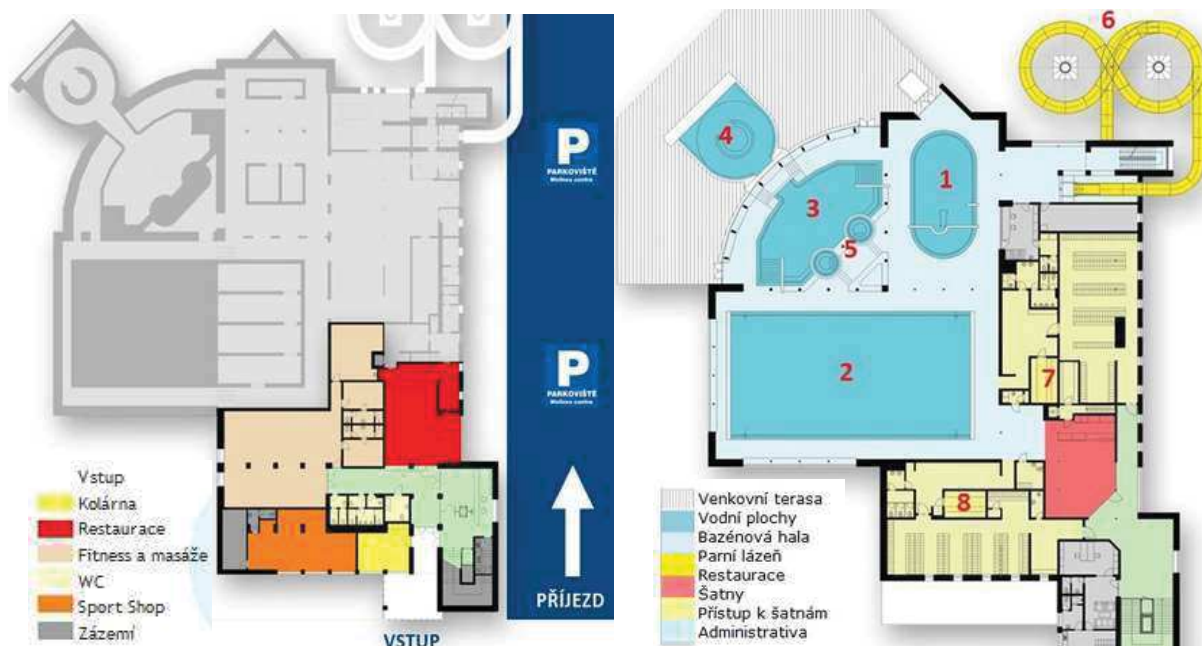 P
PARKOVIŠTĚ
Wellness centra
P
PARKOVIŠTĚ
Wellness centra
Vstup
Kolárna
Restaurace
Fitness a masáže
WC
Sport Shop
Zázemí
VSTUP
PŘÍJEZD
6
4
1
3
5
2
7
8
Venkovní terasa
Vodní plochy
Bazénová hala
Parní lázeň
Restaurace
Šatny
Přístup k šatnám
Administrativa